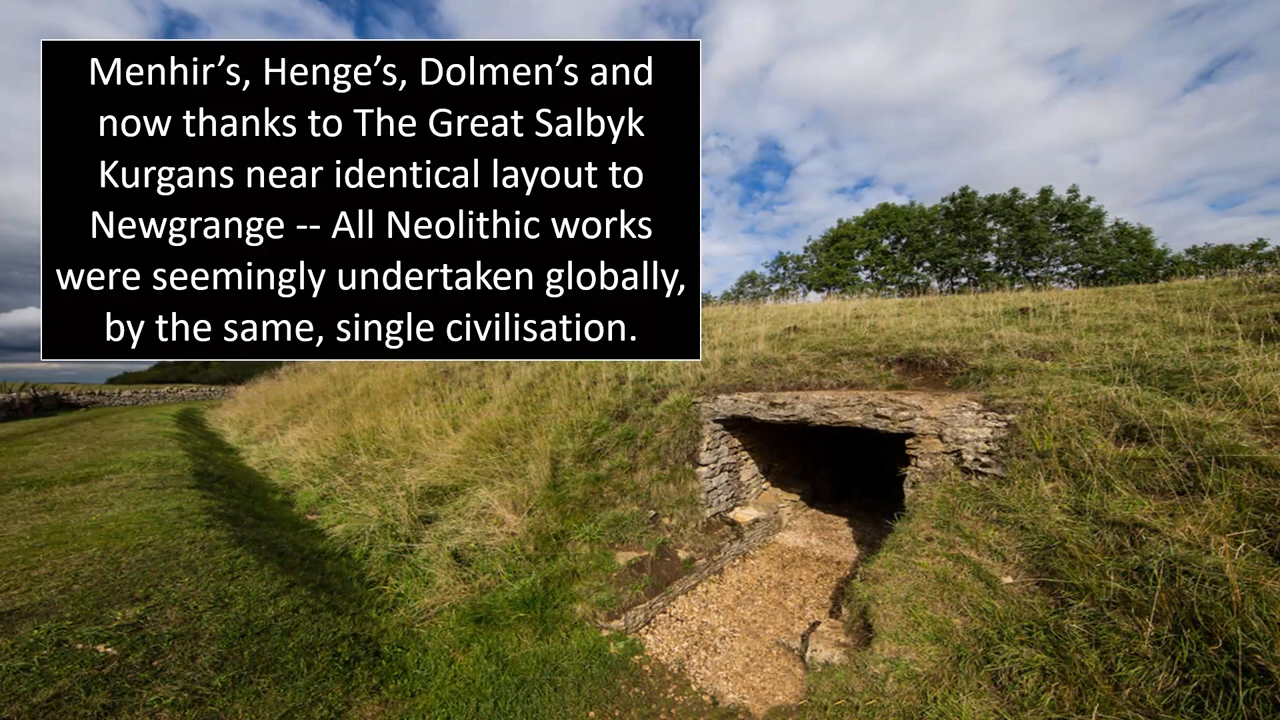 Menhir’s, Henge’s, Dolmen’s and
now thanks to The Great Salbyk
Kurgans near identical layout to
Newgrange -- All Neolithic works
were seemingly undertaken globally,
by the same, single civilisation.